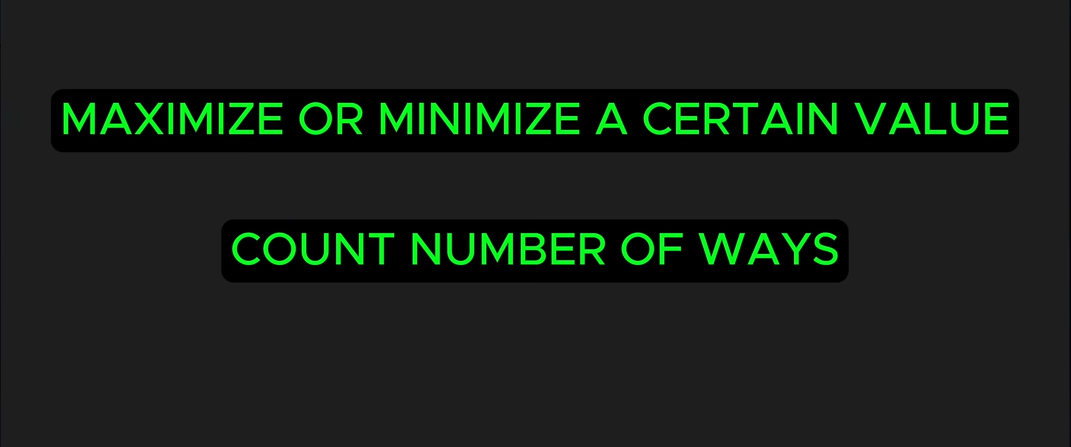 MAXIMIZE OR MINIMIZE A CERTAIN VALUE
COUNT NUMBER OF WAYS